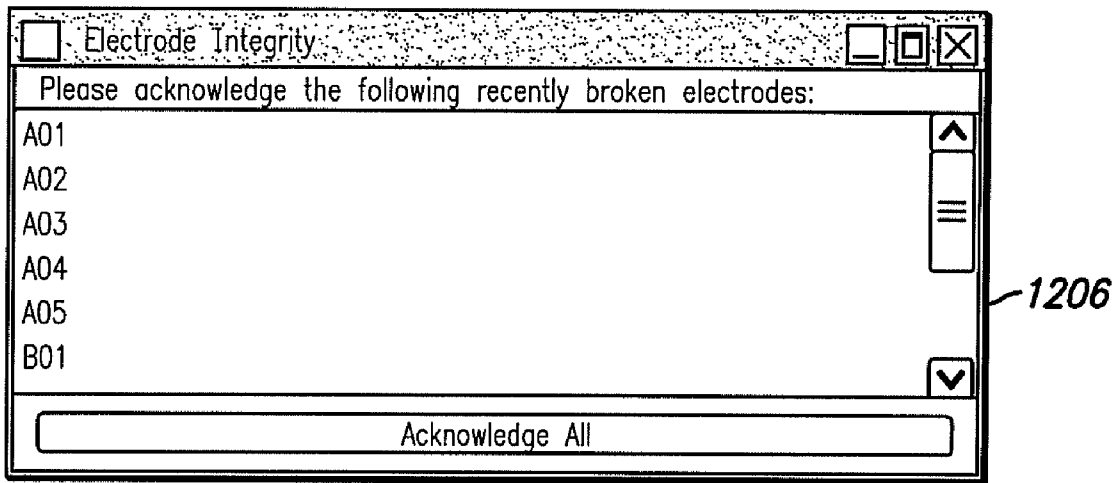 Electrode Integrity
Please acknowledge the following recently broken electrodes:
A01
A02
A03
A04
A05
B01
1206
Acknowledge All